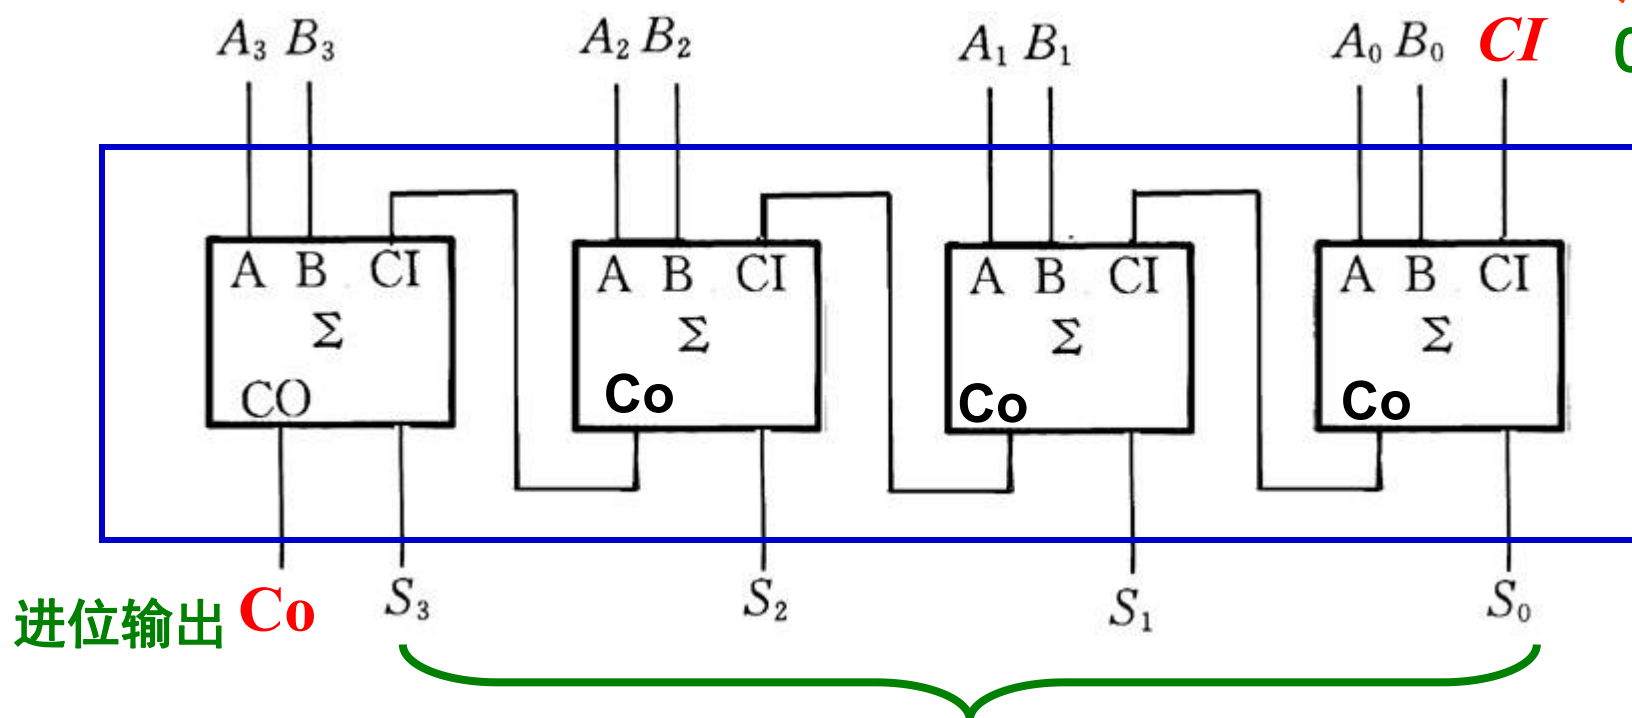 A₃ B₃ A₂ B₂ A₁ B₁ A₀ B₀ CI
A B CI A B CI A B CI A B CI
Σ Σ Σ Σ
CO Co Co Co
进位输出 Co S₃ S₂ S₁ S₀